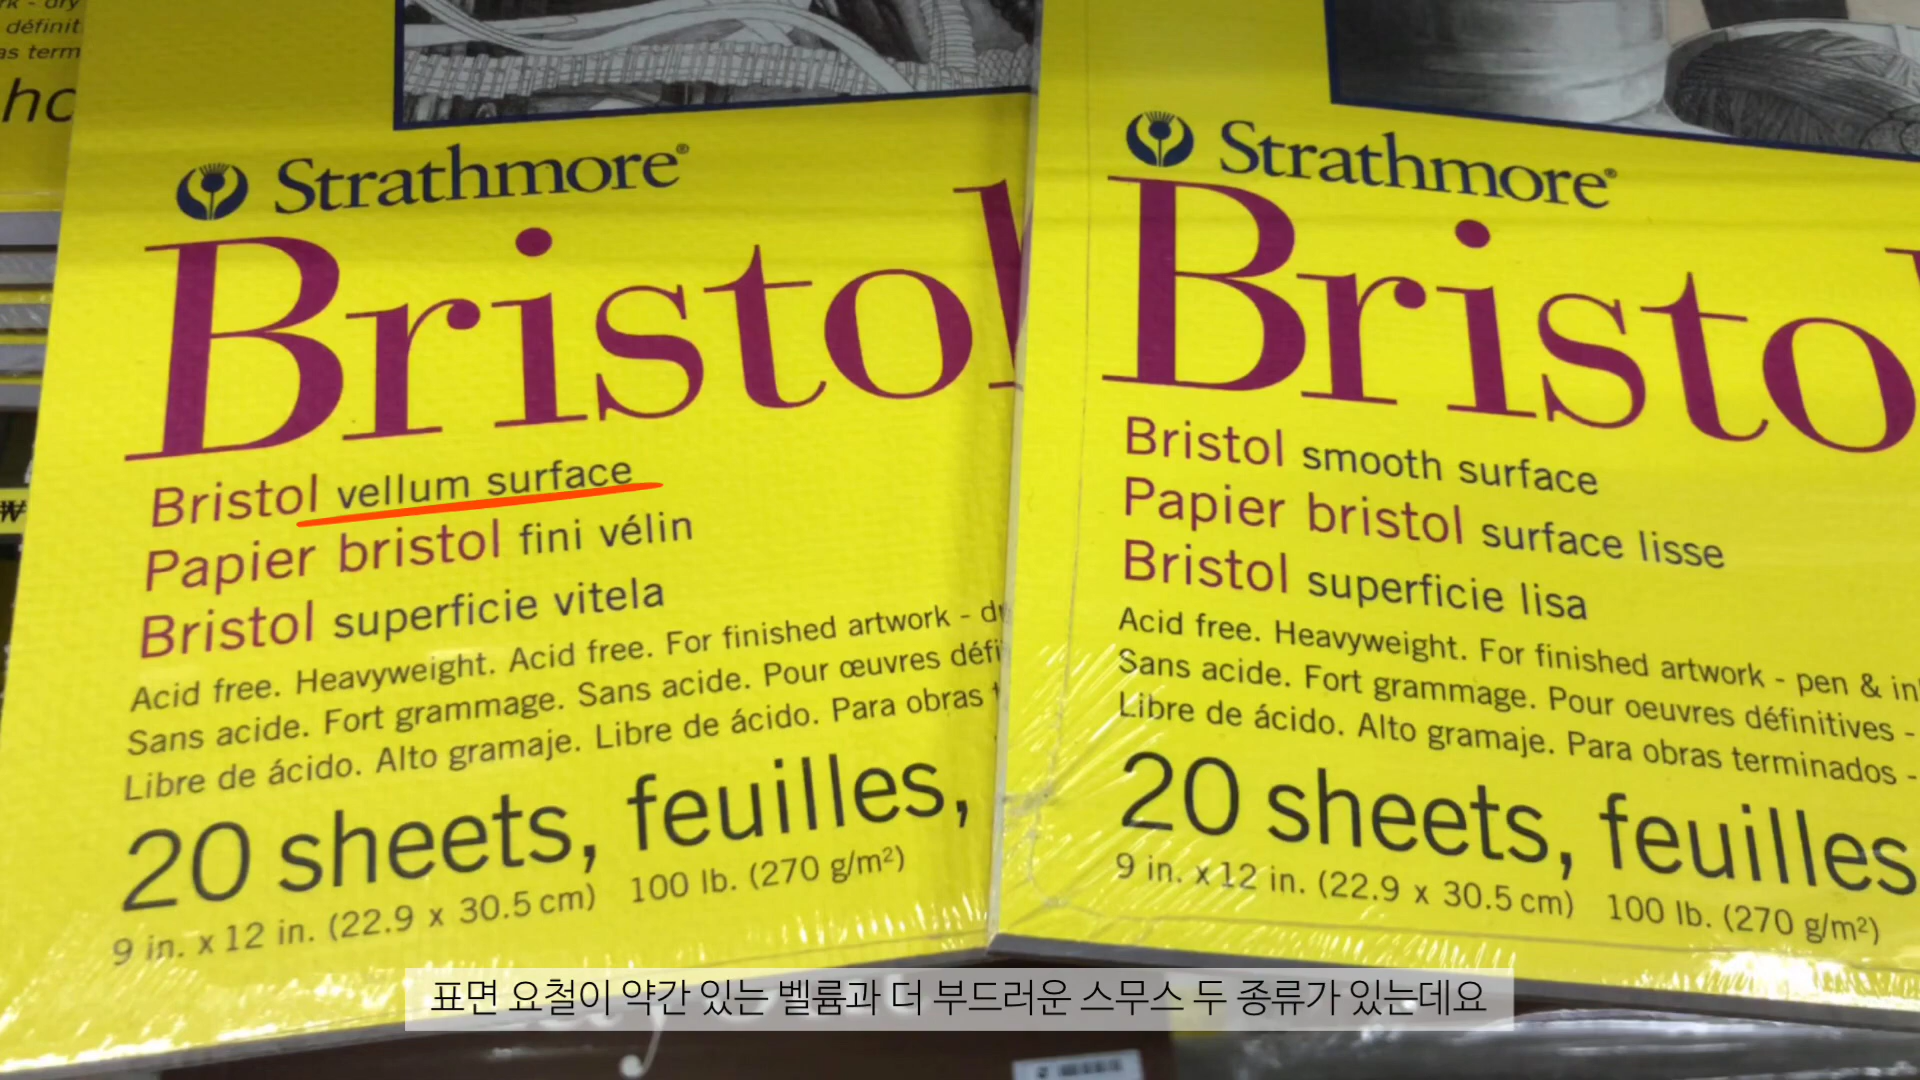 définit
as term
Strathmore®
Bristol
Bristol vellum surface
Papier bristol fini vélin
Bristol superficie vitela
Acid free. Heavyweight. Acid free. For finished artwork -
Sans acide. Fort grammage. Sans acide. Pour œuvres défi
Libre de ácido. Alto gramaje. Libre de ácido. Para obras
20 sheets, feuilles,
9 in. x 12 in. (22.9 x 30.5 cm) 100 lb. (270 g/m²)
Strathmore®
Bristo
Bristol smooth surface
Papier bristol surface lisse
Bristol superficie lisa
Acid free. Heavyweight. For finished artwork - pen & in
Sans acide. Fort grammage. Pour oeuvres définitives -
Libre de ácido. Alto gramaje. Para obras terminados -
20 sheets, feuilles
9 in. x 12 in. (22.9 x 30.5 cm) 100 lb. (270 g/m²)
₩
표면 요철이 약간 있는 벨륨과 더 부드러운 스무스 두 종류가 있는데요